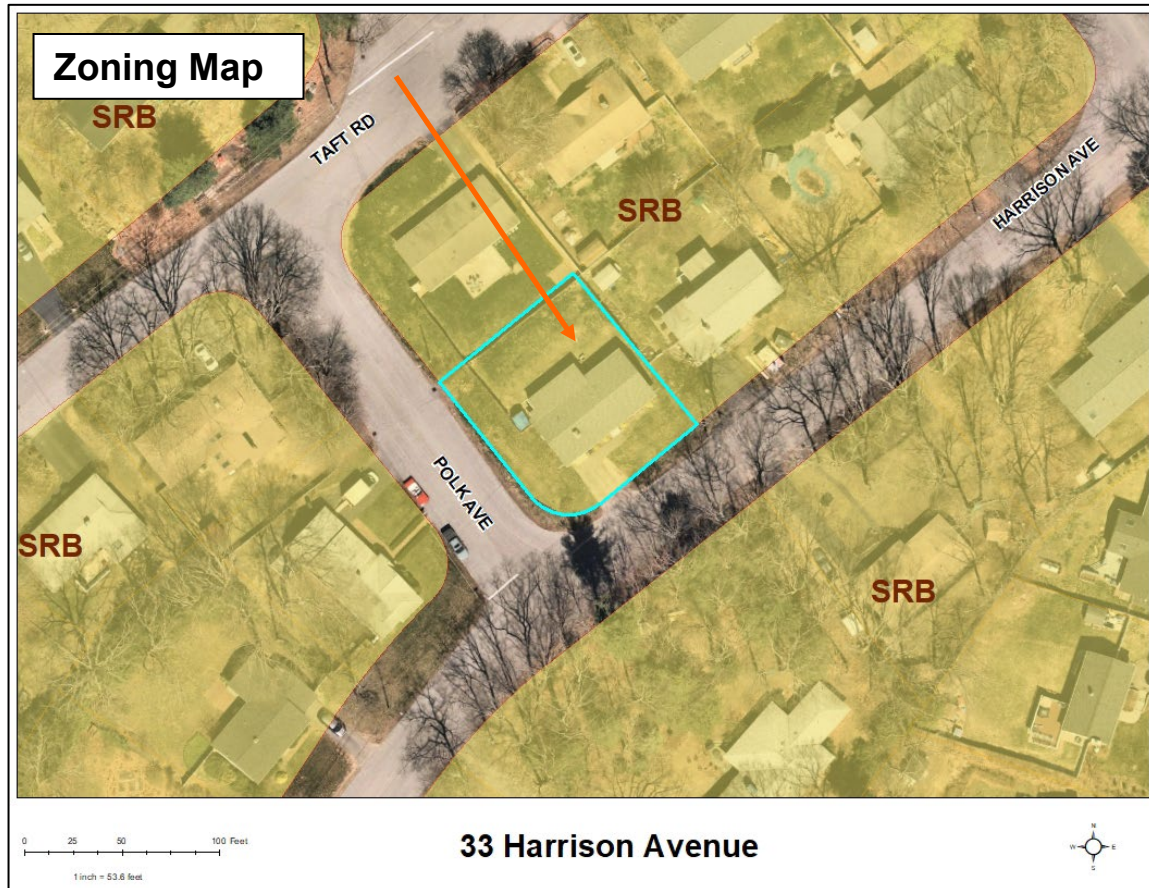 Zoning Map
SRB
TAFT RD
SRB
HARRISON AVE
POLK AVE
SRB
SRB
0 25 50 100 Feet
1 inch = 53.6 feet
33 Harrison Avenue
N
W E
S